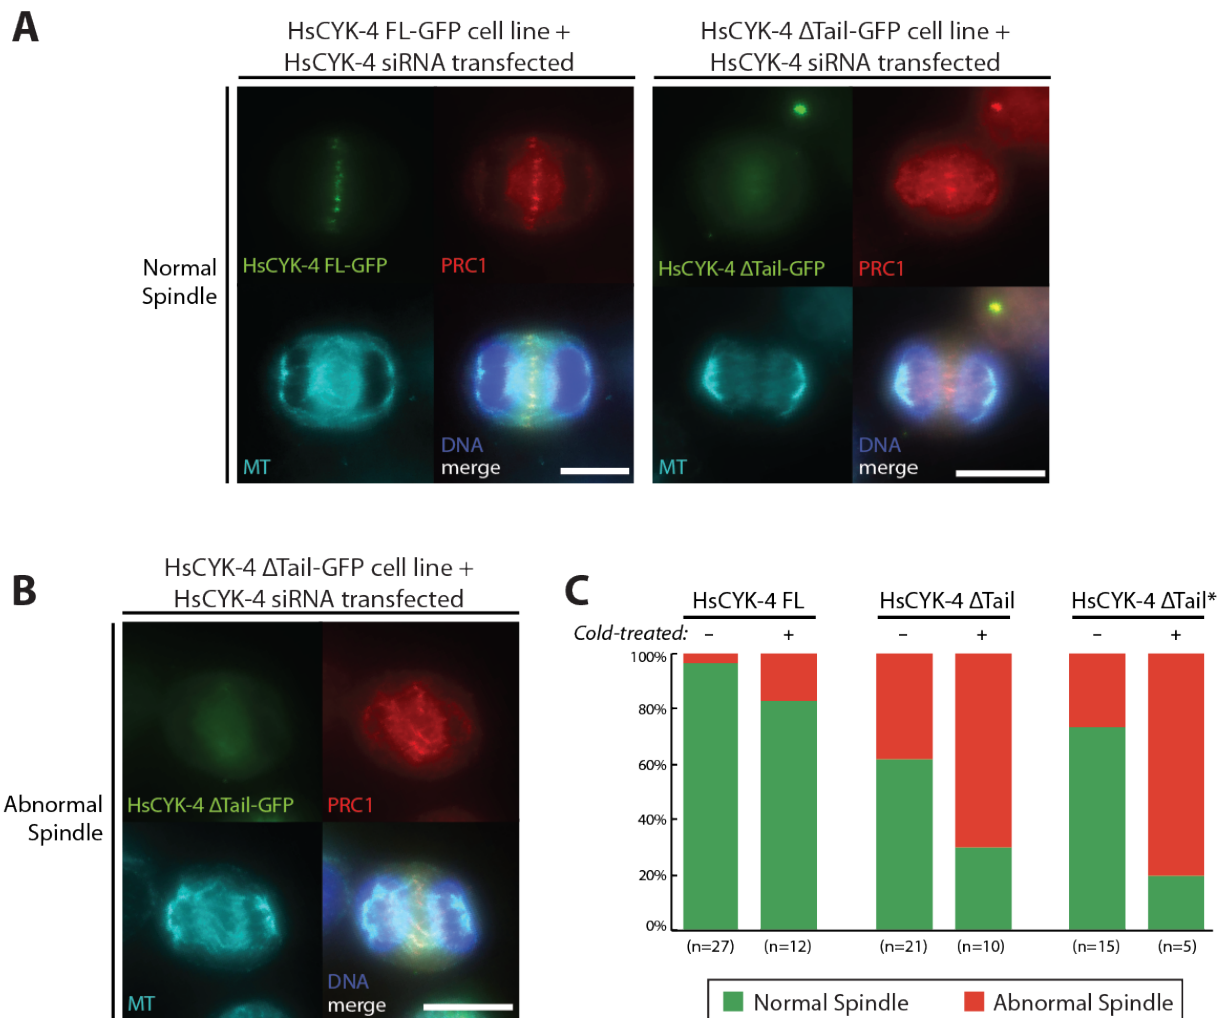 A
HsCYK-4 FL-GFP cell line +
HsCYK-4 siRNA transfected
HsCYK-4 ΔTail-GFP cell line +
HsCYK-4 siRNA transfected
Normal
Spindle
HsCYK-4 FL-GFP
PRC1
HsCYK-4 ΔTail-GFP
PRC1
MT
DNA
merge
MT
DNA
merge
B
HsCYK-4 ΔTail-GFP cell line +
HsCYK-4 siRNA transfected
Abnormal
Spindle
HsCYK-4 ΔTail-GFP
PRC1
MT
DNA
merge
C
HsCYK-4 FL
HsCYK-4 ΔTail
HsCYK-4 ΔTail*
Cold-treated: – + – + – +
100%
80%
60%
40%
20%
0%
(n=27) (n=12) (n=21) (n=10) (n=15) (n=5)
Normal Spindle
Abnormal Spindle